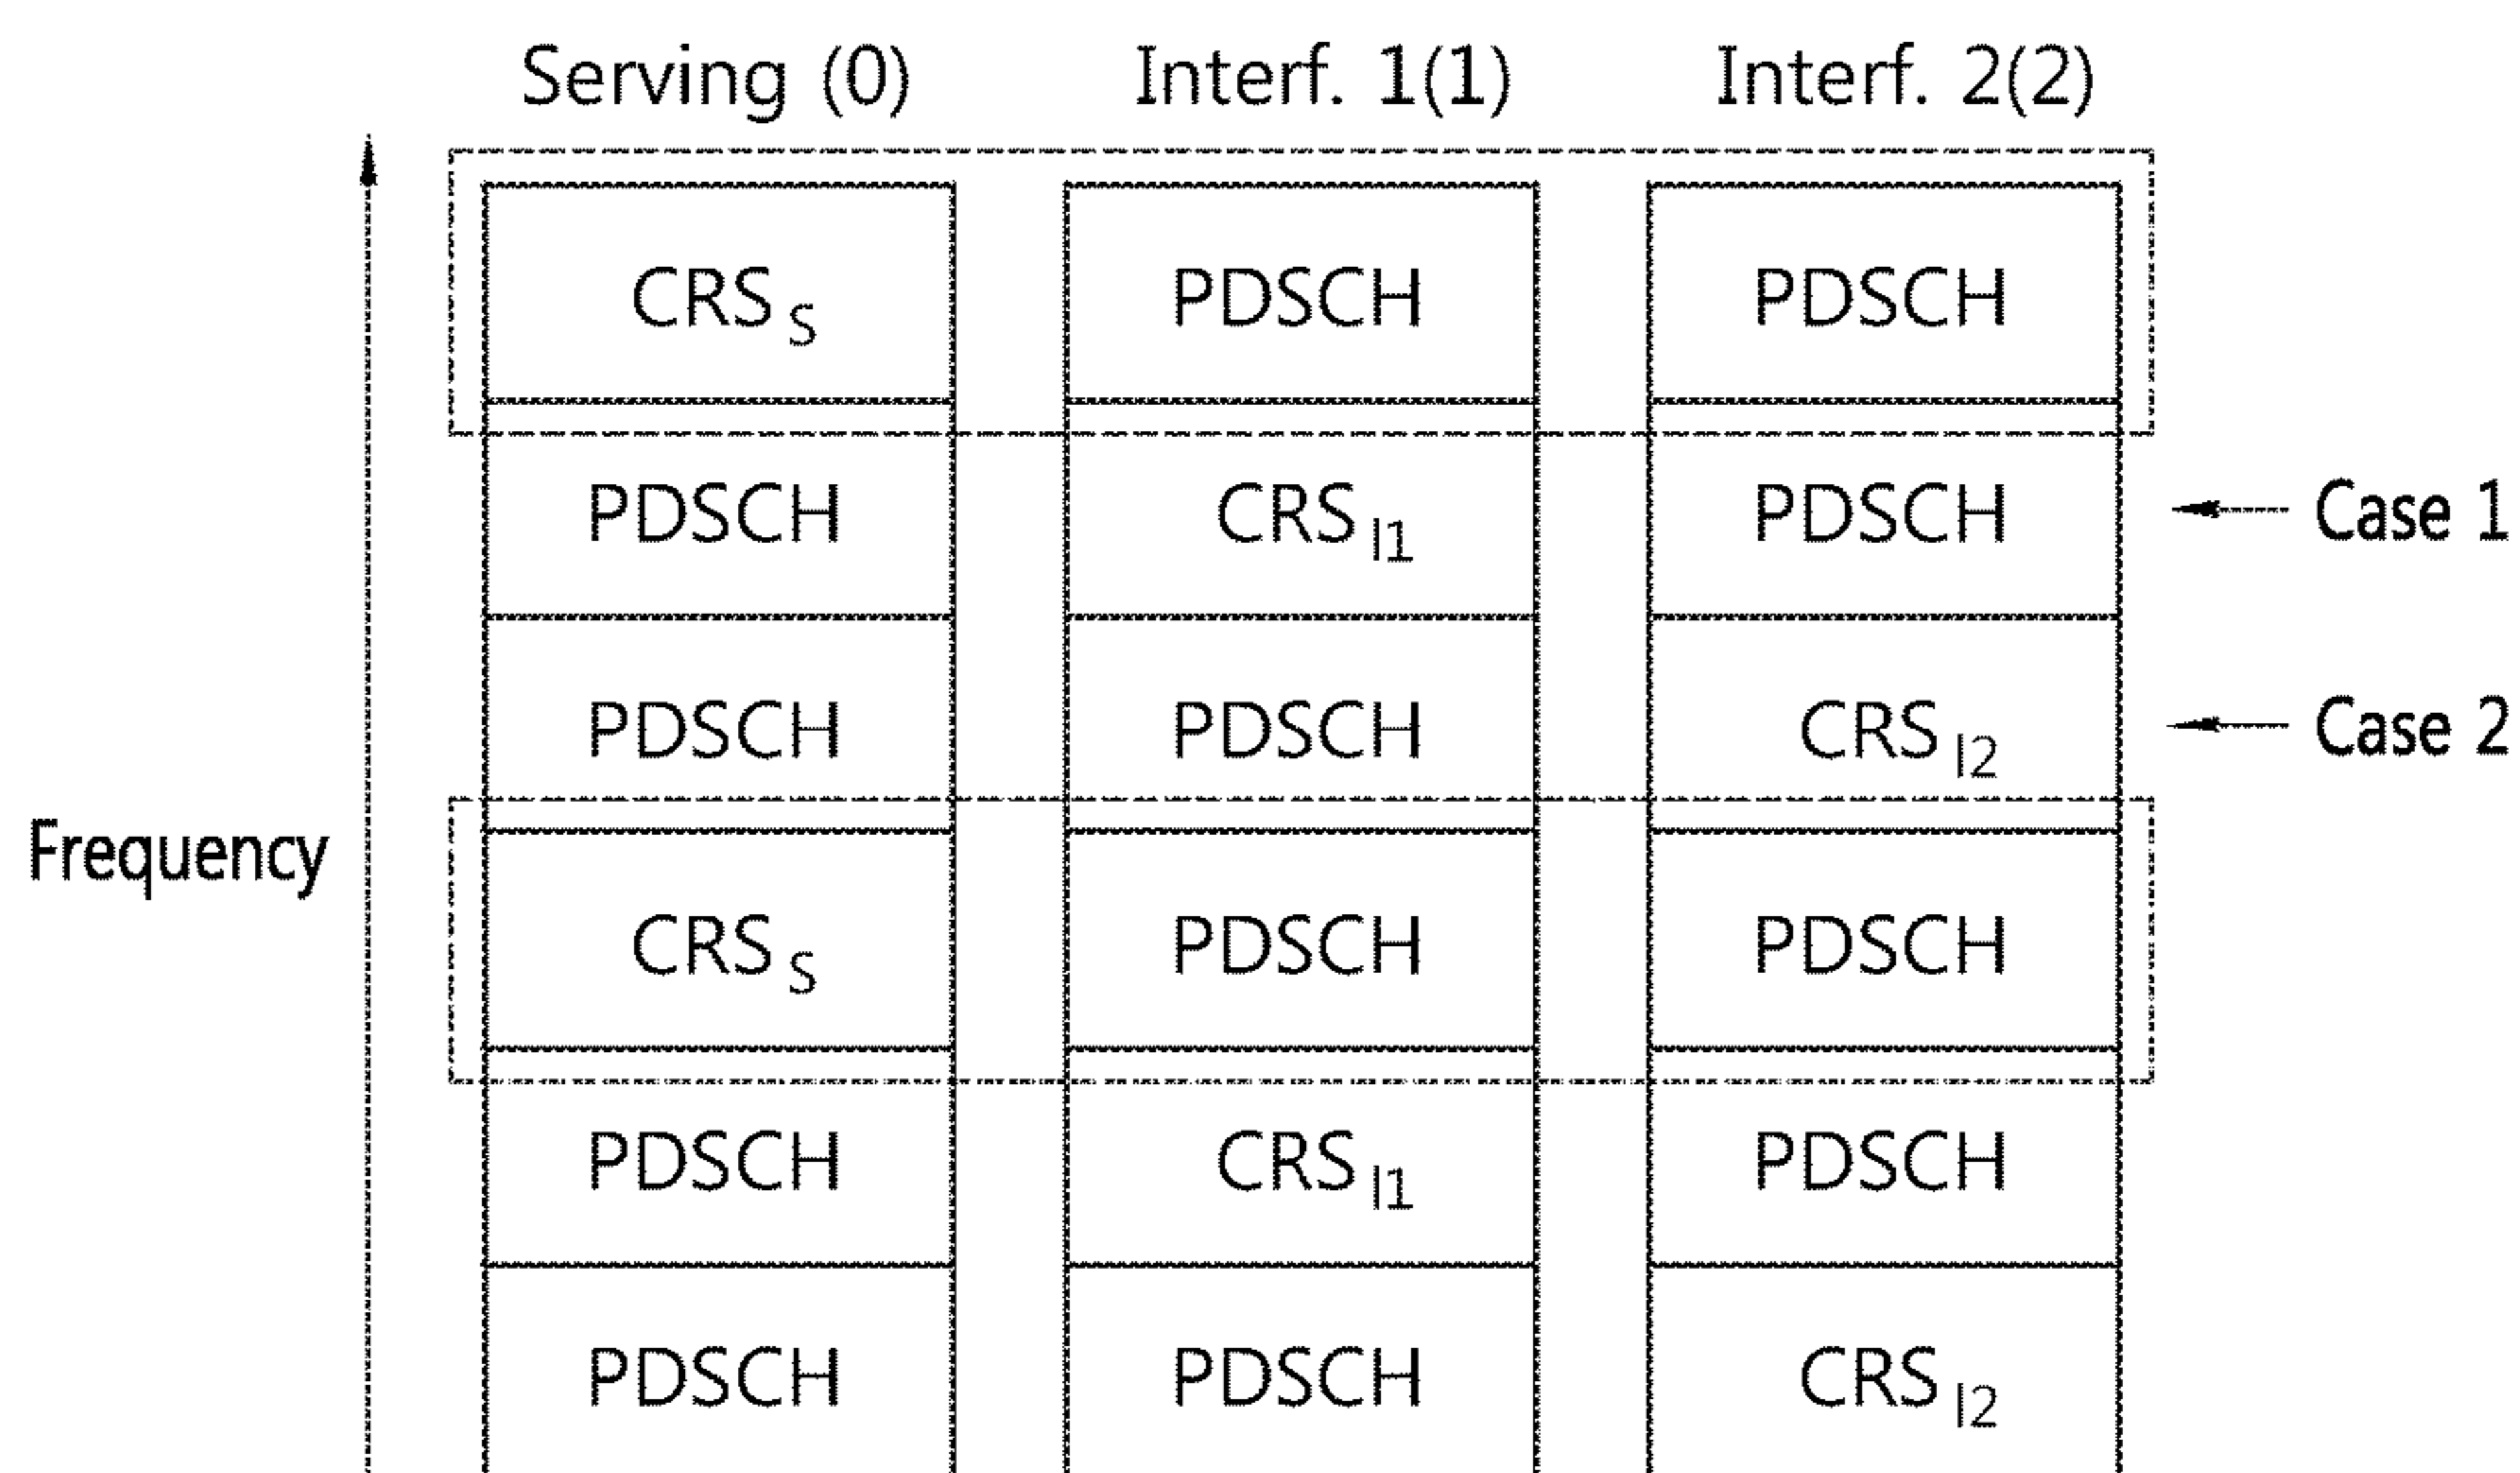 Serving (0) Interf. 1(1) Interf. 2(2)
CRS S PDSCH PDSCH
PDSCH CRS I1 PDSCH Case 1
PDSCH PDSCH CRS I2 Case 2
Frequency
CRS S PDSCH PDSCH
PDSCH CRS I1 PDSCH
PDSCH PDSCH CRS I2